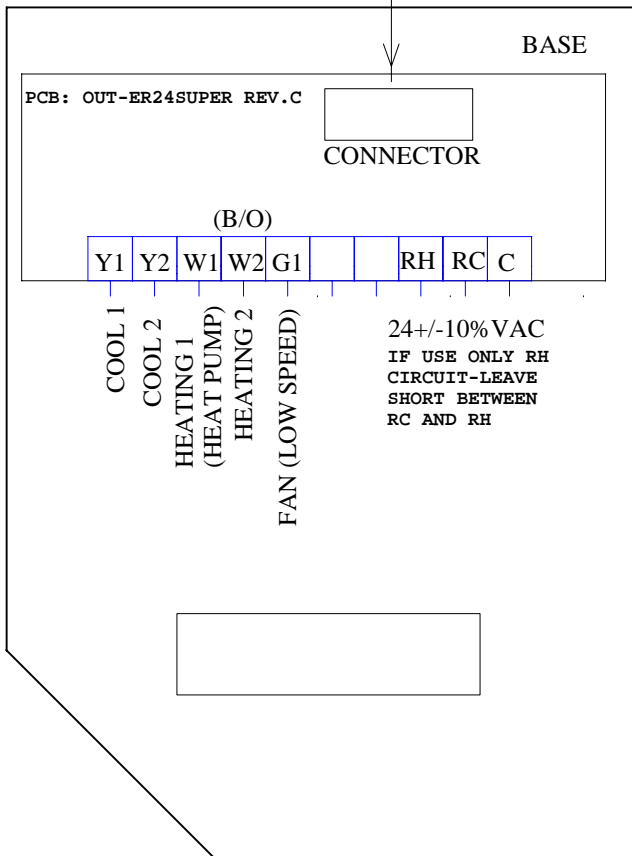 BASE
PCB: OUT-ER24SUPER REV.C
CONNECTOR
(B/O)
Y1 Y2 W1 W2 G1 RH RC C
COOL 1
COOL 2
HEATING 1
(HEAT PUMP)
HEATING 2
FAN (LOW SPEED)
24+/-10% VAC
IF USE ONLY RH
CIRCUIT-LEAVE
SHORT BETWEEN
RC AND RH